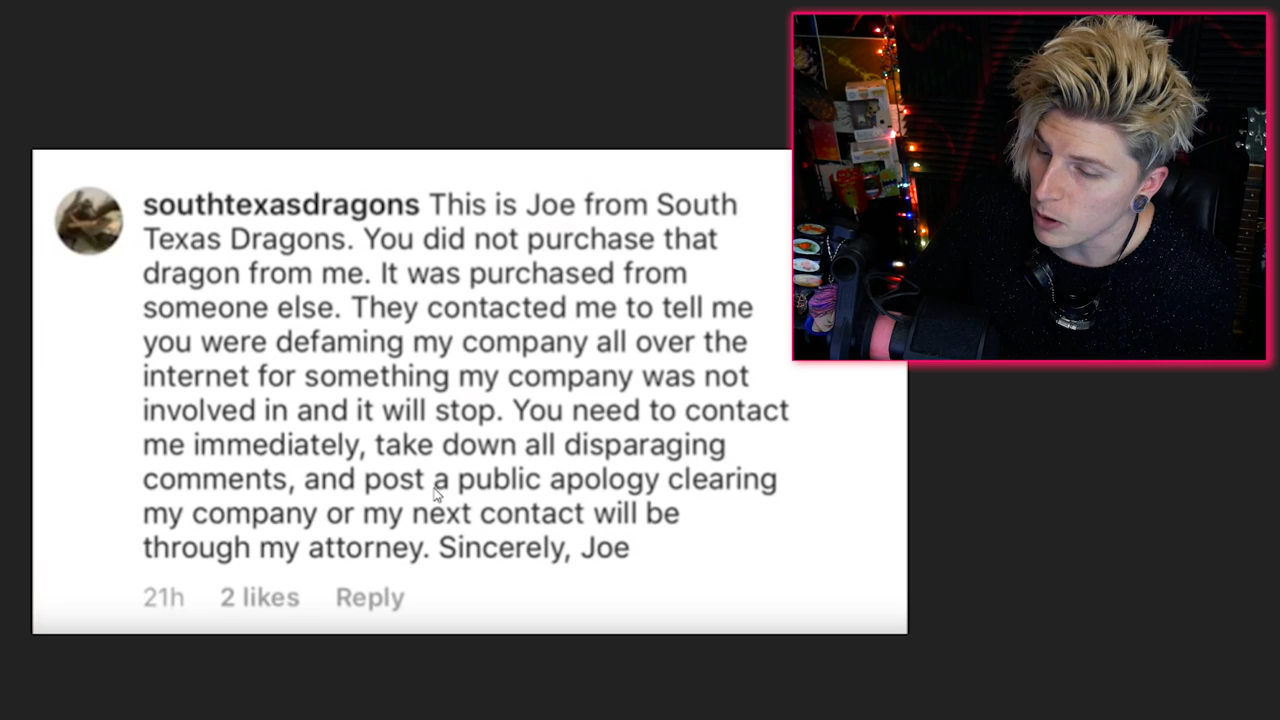 southtexasdragons This is Joe from South
Texas Dragons. You did not purchase that
dragon from me. It was purchased from
someone else. They contacted me to tell me
you were defaming my company all over the
internet for something my company was not
involved in and it will stop. You need to contact
me immediately, take down all disparaging
comments, and post a public apology clearing
my company or my next contact will be
through my attorney. Sincerely, Joe
21h 2 likes Reply